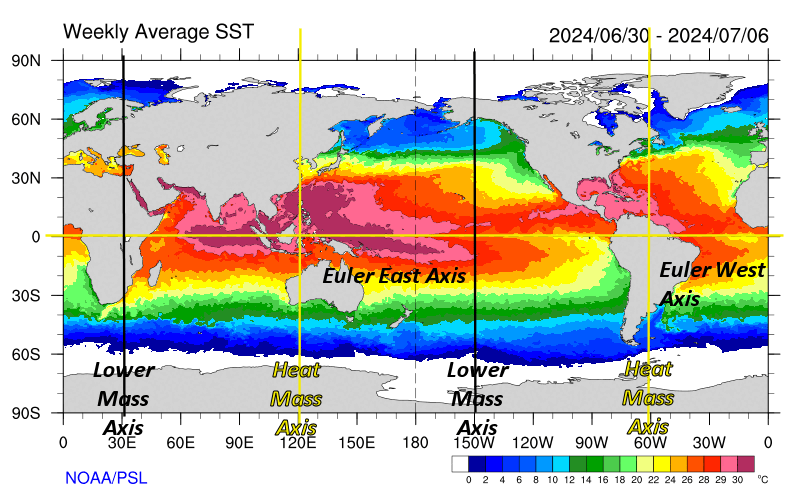 Weekly Average SST 2024/06/30 - 2024/07/06
90N
60N
30N
0
30S
60S
90S
Euler East Axis
Euler West
Axis
Lower Heat Lower Heat
Mass Mass Mass Mass
Axis Axis Axis Axis
0 30E 60E 90E 120E 150E 180 150W 120W 90W 60W 30W 0
NOAA/PSL
0 2 4 6 8 10 12 14 16 18 20 22 24 26 28 29 30 °C